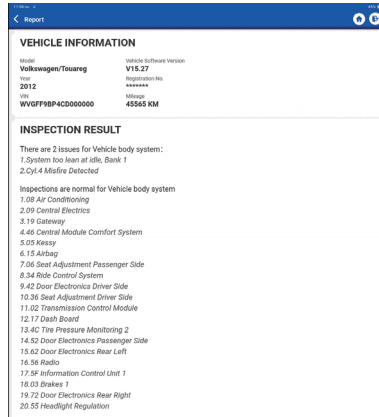 Report
VEHICLE INFORMATION
Model
Vehicle Software Version
Volkswagen/Touareg
V15.27
Year
Registration No.
2012
*******
VIN
Mileage
WVGFF9BP4CD000000
45565 KM
INSPECTION RESULT
There are 2 issues for Vehicle body system:
1.System too lean at idle, Bank 1
2.Cyl.4 Misfire Detected
Inspections are normal for Vehicle body system
1.08 Air Conditioning
2.09 Central Electrics
3.19 Gateway
4.46 Central Module Comfort System
5.05 Kessy
6.15 Airbag
7.06 Seat Adjustment Passenger Side
8.34 Ride Control System
9.42 Door Electronics Driver Side
10.36 Seat Adjustment Driver Side
11.02 Transmission Control Module
12.17 Dash Board
13.4C Tire Pressure Monitoring 2
14.52 Door Electronics Passenger Side
15.62 Door Electronics Rear Left
16.56 Radio
17.5F Information Control Unit 1
18.03 Brakes 1
19.72 Door Electronics Rear Right
20.55 Headlight Regulation